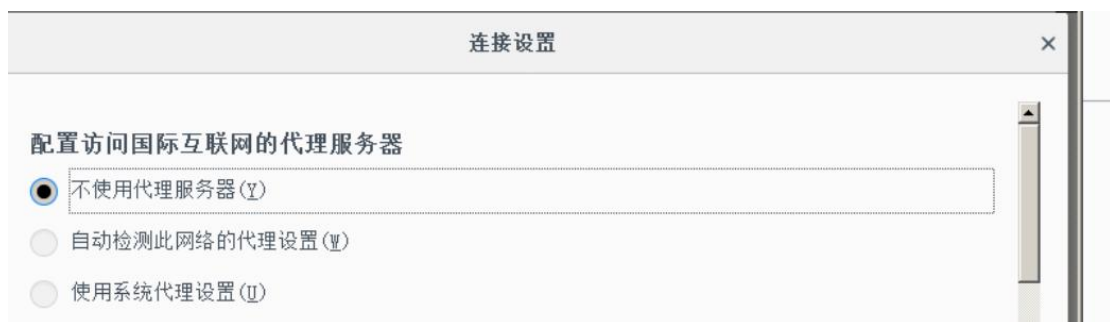 连接设置
配置访问国际互联网的代理服务器
不使用代理服务器(Y)
自动检测此网络的代理设置(W)
使用系统代理设置(U)